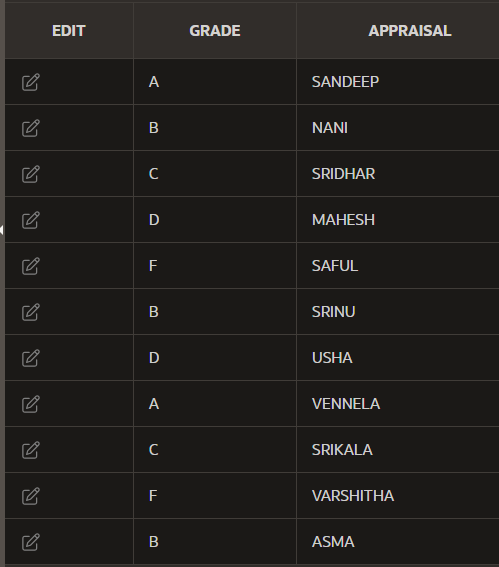 EDIT GRADE APPRAISAL
A SANDEEP
B NANI
C SRIDHAR
D MAHESH
F SAFUL
B SRINU
D USHA
A VENNELA
C SRIKALA
F VARSHITHA
B ASMA